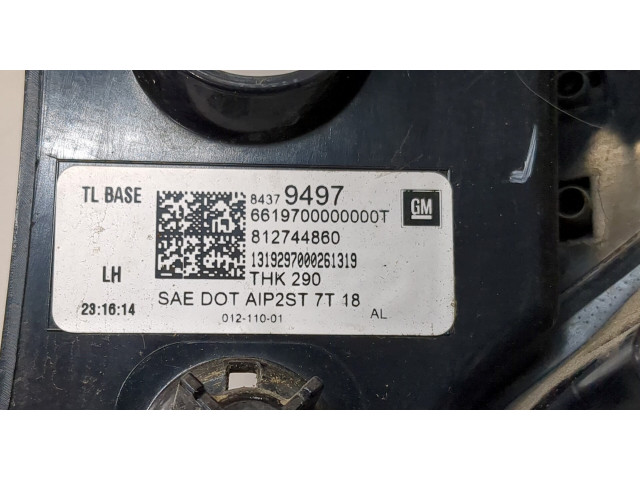 TL BASE
8437 9497
GM
6619700000000T
812744860
1319297000261319
LH
THK 290
23:16:14
SAE DOT AIP2ST 7T 18
012-110-01
AL